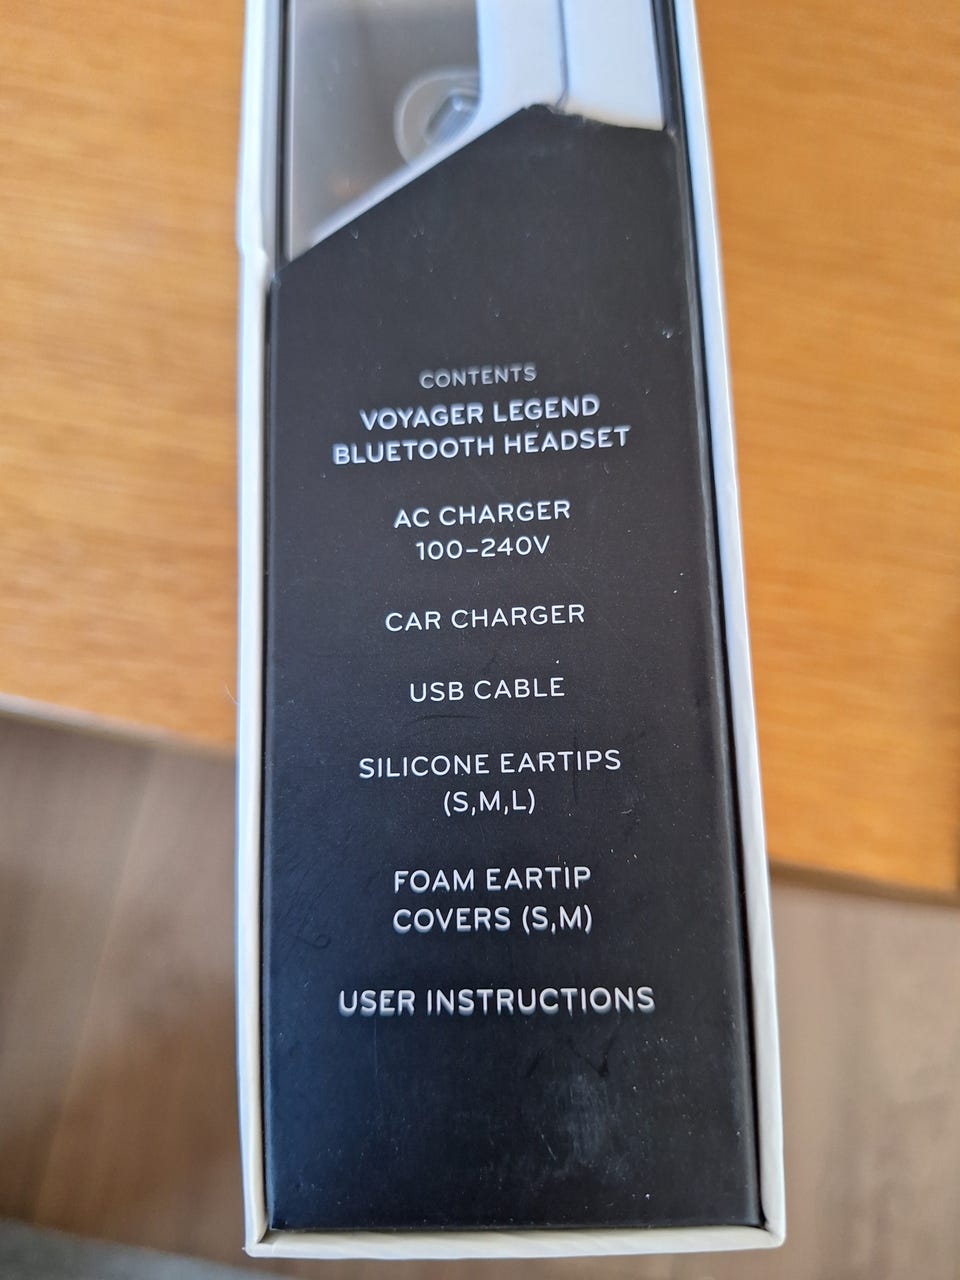 CONTENTS
VOYAGER LEGEND
BLUETOOTH HEADSET
AC CHARGER
100-240V
CAR CHARGER
USB CABLE
SILICONE EARTIPS
(S,M,L)
FOAM EARTIP
COVERS (S,M)
USER INSTRUCTIONS